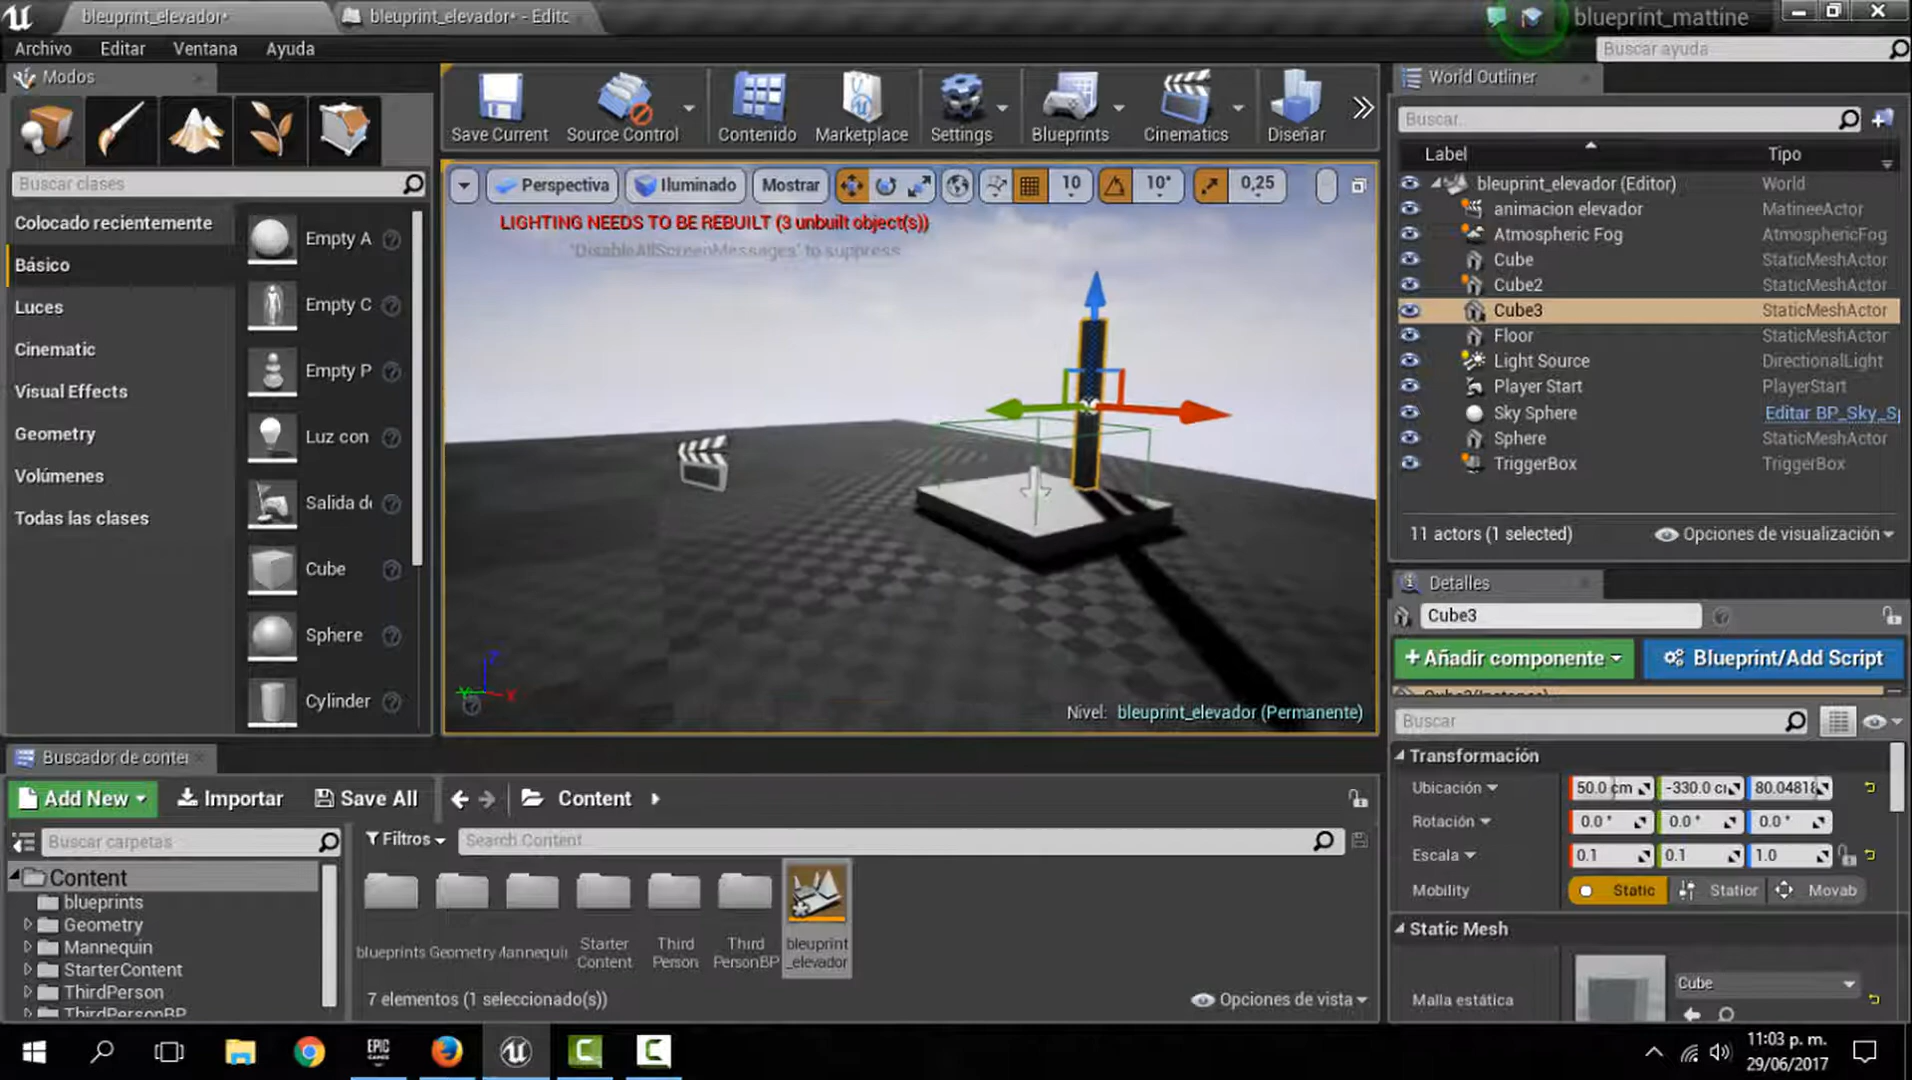 bleuprint_elevador*
bleuprint_elevador* - Editc
blueprint_mattine
Archivo
Editar
Ventana
Ayuda
Buscar ayuda
Modos
World Outliner
Save Current
Source Control
Contenido
Marketplace
Settings
Blueprints
Cinematics
Diseñar
Buscar..
Label
Tipo
Buscar clases
Perspectiva
Iluminado
Mostrar
10
10°
0,25
LIGHTING NEEDS TO BE REBUILT (3 unbuilt object(s))
'DisableAllScreenMessages' to suppress
Colocado recientemente
Básico
Luces
Cinematic
Visual Effects
Geometry
Volúmenes
Todas las clases
Empty A
Empty C
Empty P
Luz con
Salida de
Cube
Sphere
Cylinder
bleuprint_elevador (Editor)
World
animacion elevador
MatineeActor
Atmospheric Fog
AtmosphericFog
Cube
StaticMeshActor
Cube2
StaticMeshActor
Cube3
StaticMeshActor
Floor
StaticMeshActor
Light Source
DirectionalLight
Player Start
PlayerStart
Sky Sphere
Editar BP_Sky_S
Sphere
StaticMeshActor
TriggerBox
TriggerBox
11 actors (1 selected)
Opciones de visualización
Z
Y
X
Nivel: bleuprint_elevador (Permanente)
Detalles
Cube3
+Añadir componente
Blueprint/Add Script
Cube3(Instance)
Buscar
Transformación
Ubicación
50.0 cm
-330.0 c
80.04818
Rotación
0.0 °
0.0 °
0.0 °
Escala
0.1
0.1
1.0
Mobility
Static
Station
Movab
Static Mesh
Malla estática
Cube
Buscador de conter
Add New
Importar
Save All
Content
Buscar carpetas
Filtros
Search Content
Content
blueprints
Geometry
Mannequin
StarterContent
ThirdPerson
ThirdPersonBP
blueprints
Geometry
Mannequin
Starter
Content
Third
Person
Third
PersonBP
bleuprint
_elevador
7 elementos (1 seleccionado(s))
Opciones de vista
EPIC
GAMES
11:03 p. m.
29/06/2017